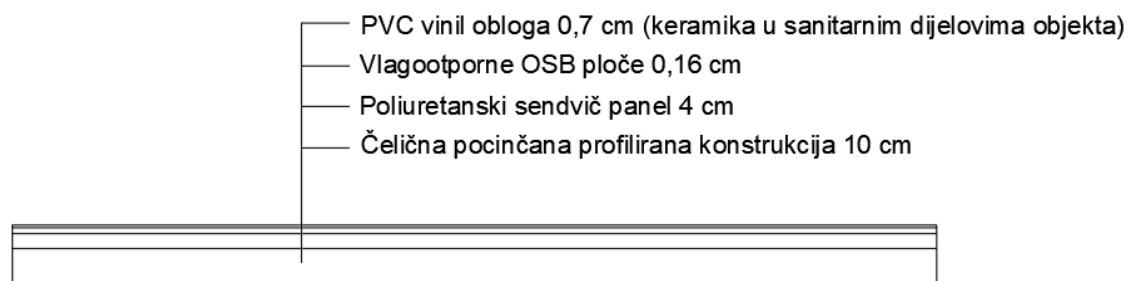 PVC vinil obloga 0,7 cm (keramika u sanitarnim dijelovima objekta)
Vlagootporne OSB ploče 0,16 cm
Poliuretanski sendvič panel 4 cm
Čelična pocinčana profilirana konstrukcija 10 cm